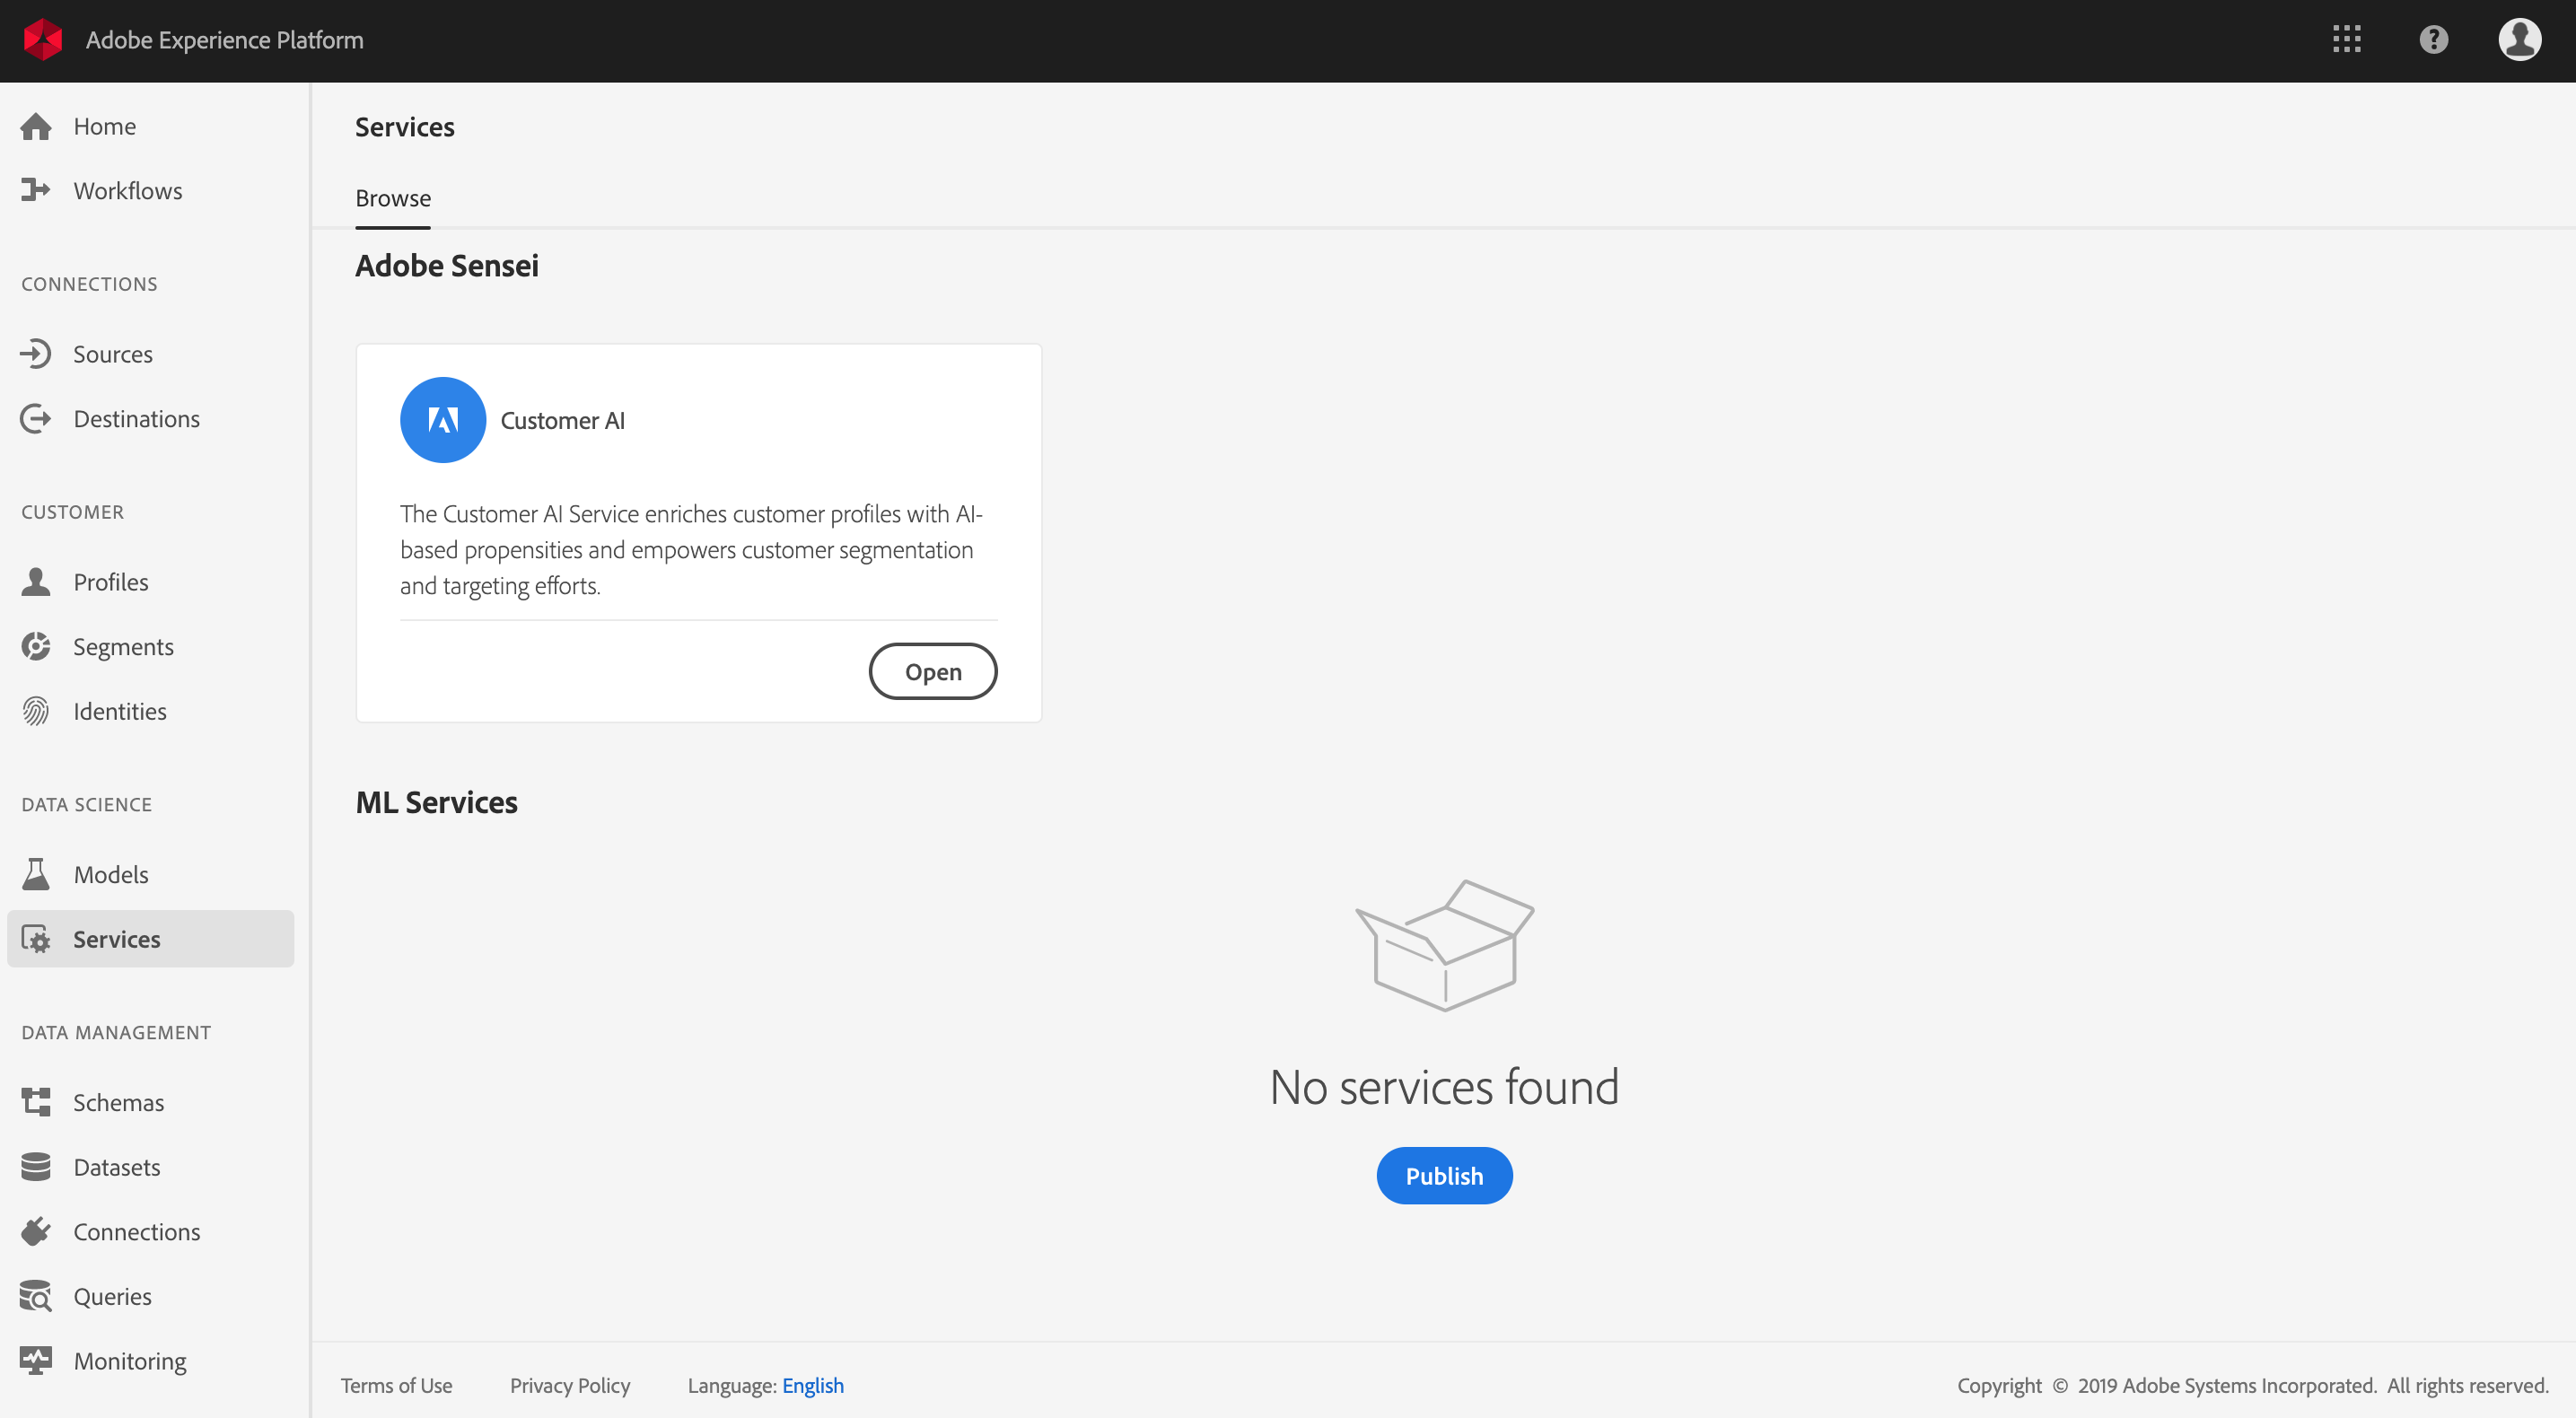 Adobe Experience Platform
Home
Workflows
CONNECTIONS
Sources
Destinations
CUSTOMER
Profiles
Segments
Identities
DATA SCIENCE
Models
Services
DATA MANAGEMENT
Schemas
Datasets
Connections
Queries
Monitoring
Services
Browse
Adobe Sensei
Customer AI
The Customer AI Service enriches customer profiles with AI-
based propensities and empowers customer segmentation
and targeting efforts.
Open
ML Services
No services found
Publish
Terms of Use Privacy Policy Language: English Copyright © 2019 Adobe Systems Incorporated. All rights reserved.